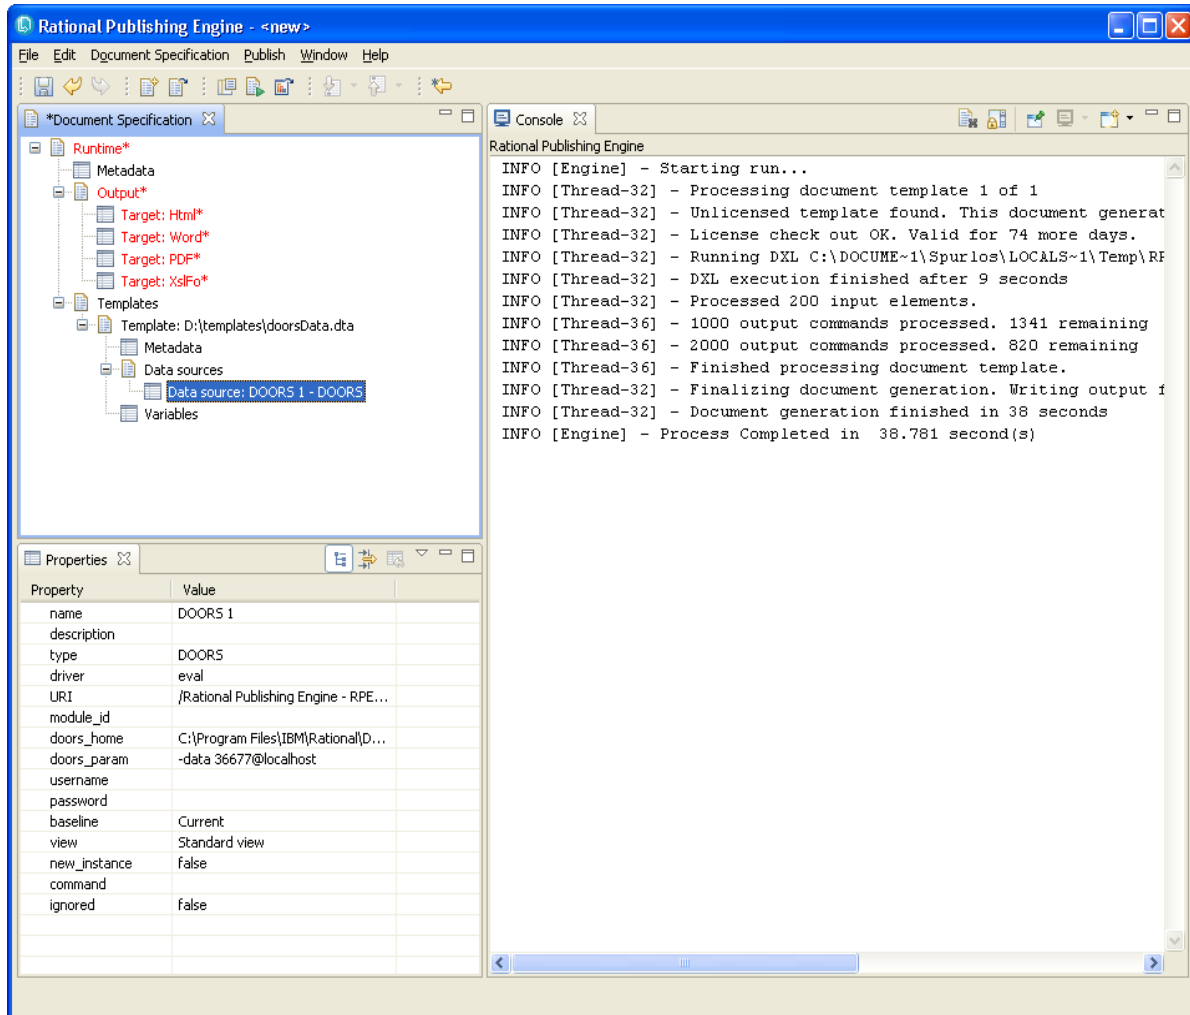 Rational Publishing Engine - <new>
File Edit Document Specification Publish Window Help
*Document Specification
Runtime*
Metadata
Output*
Target: Html*
Target: Word*
Target: PDF*
Target: XslFo*
Templates
Template: D:\templates\doorsData.dta
Metadata
Data sources
Data source: DOORS 1 - DOORS
Variables
Properties
Property Value
name DOORS 1
description
type DOORS
driver eval
URI /Rational Publishing Engine - RPE...
module_id
doors_home C:\Program Files\IBM\Rational\D...
doors_param -data 36677@localhost
username
password
baseline Current
view Standard view
new_instance false
command
ignored false
Console
Rational Publishing Engine
INFO [Engine] - Starting run...
INFO [Thread-32] - Processing document template 1 of 1
INFO [Thread-32] - Unlicensed template found. This document generat
INFO [Thread-32] - License check out OK. Valid for 74 more days.
INFO [Thread-32] - Running DXL C:\DOCUME~1\Spurlos\LOCALS~1\Temp\RP
INFO [Thread-32] - DXL execution finished after 9 seconds
INFO [Thread-32] - Processed 200 input elements.
INFO [Thread-36] - 1000 output commands processed. 1341 remaining
INFO [Thread-36] - 2000 output commands processed. 820 remaining
INFO [Thread-36] - Finished processing document template.
INFO [Thread-32] - Finalizing document generation. Writing output f
INFO [Thread-32] - Document generation finished in 38 seconds
INFO [Engine] - Process Completed in 38.781 second(s)